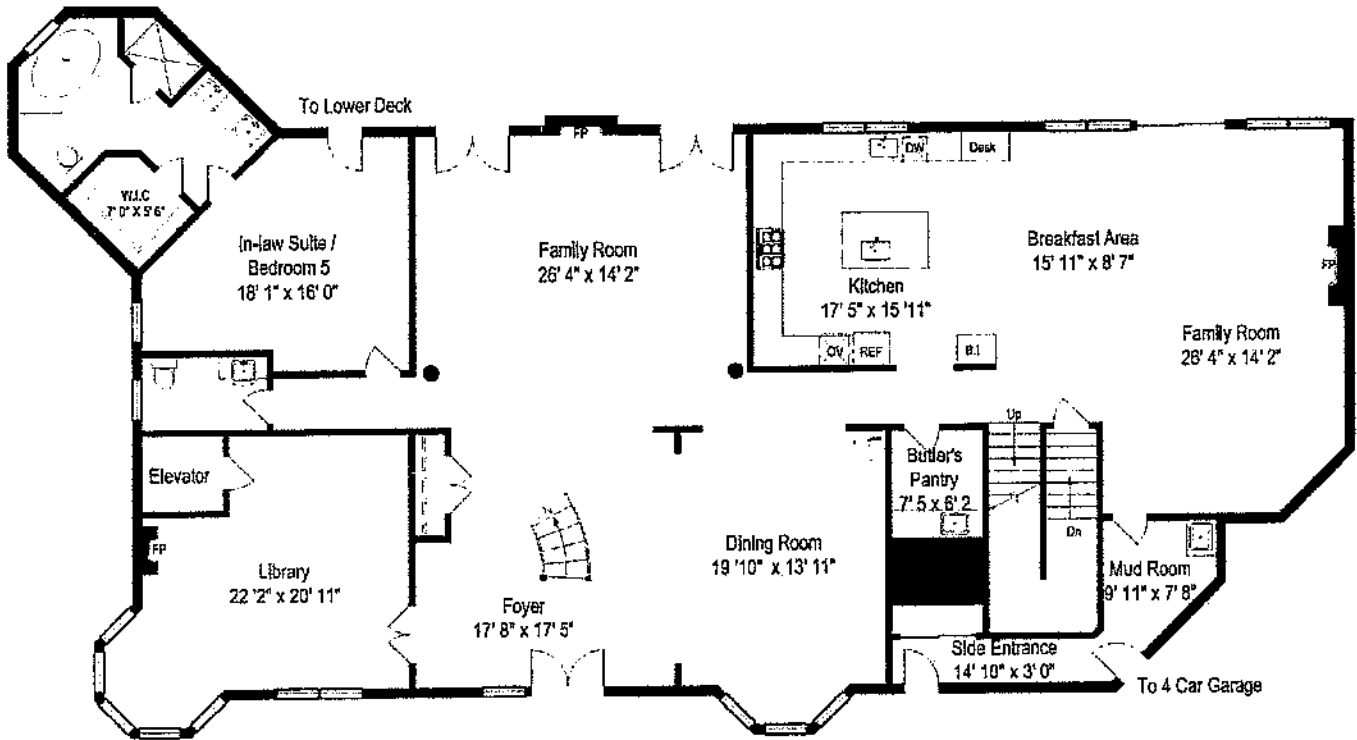 To Lower Deck
FP
DW
Desk
W.I.C
7' 0" X 5' 6"
In-law Suite /
Bedroom 5
18' 1" x 16' 0"
Family Room
26' 4" x 14' 2"
Breakfast Area
15' 11" x 8' 7"
FP
Kitchen
17' 5" x 15 '11"
Family Room
26' 4" x 14' 2"
OV
REF
B.I
Up
Butler's
Pantry
7' 5 x 6' 2
Elevator
Dn
FP
Library
22 '2" x 20' 11"
Dining Room
19 '10" x 13' 11"
Mud Room
9' 11" x 7' 8"
Foyer
17' 8" x 17' 5"
Side Entrance
14' 10" x 3' 0"
To 4 Car Garage